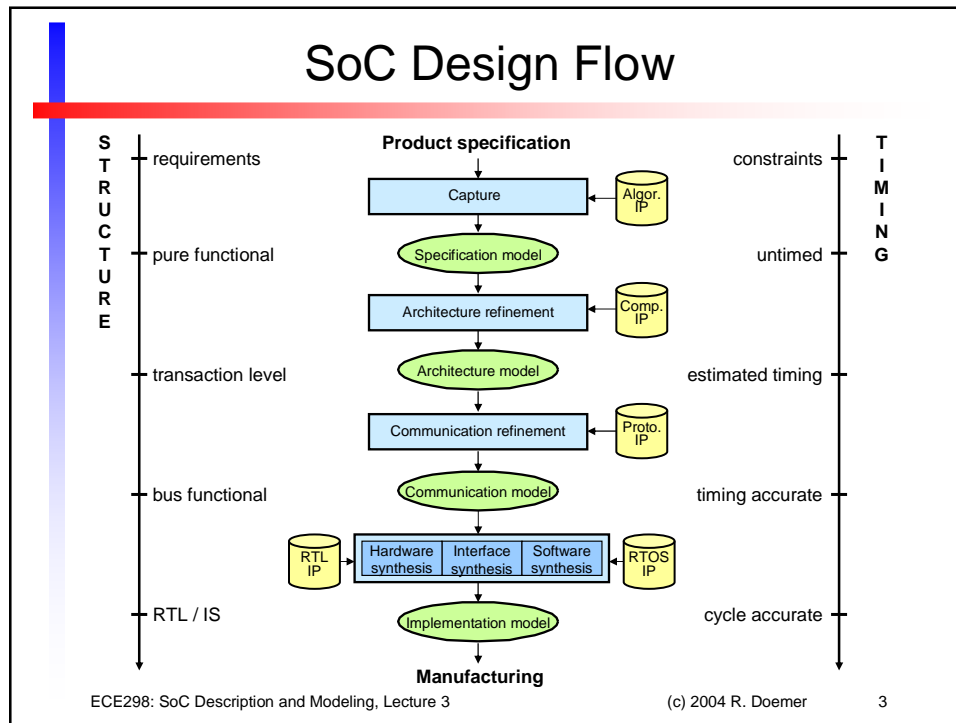 SoC Design Flow
STRUCTURE
TIMING
Product specification
requirements
constraints
Capture
Algor.
IP
pure functional
Specification model
untimed
Architecture refinement
Comp.
IP
transaction level
Architecture model
estimated timing
Communication refinement
Proto.
IP
bus functional
Communication model
timing accurate
RTL
IP
Hardware
synthesis
Interface
synthesis
Software
synthesis
RTOS
IP
RTL / IS
Implementation model
cycle accurate
Manufacturing
ECE298: SoC Description and Modeling, Lecture 3
(c) 2004 R. Doemer
3